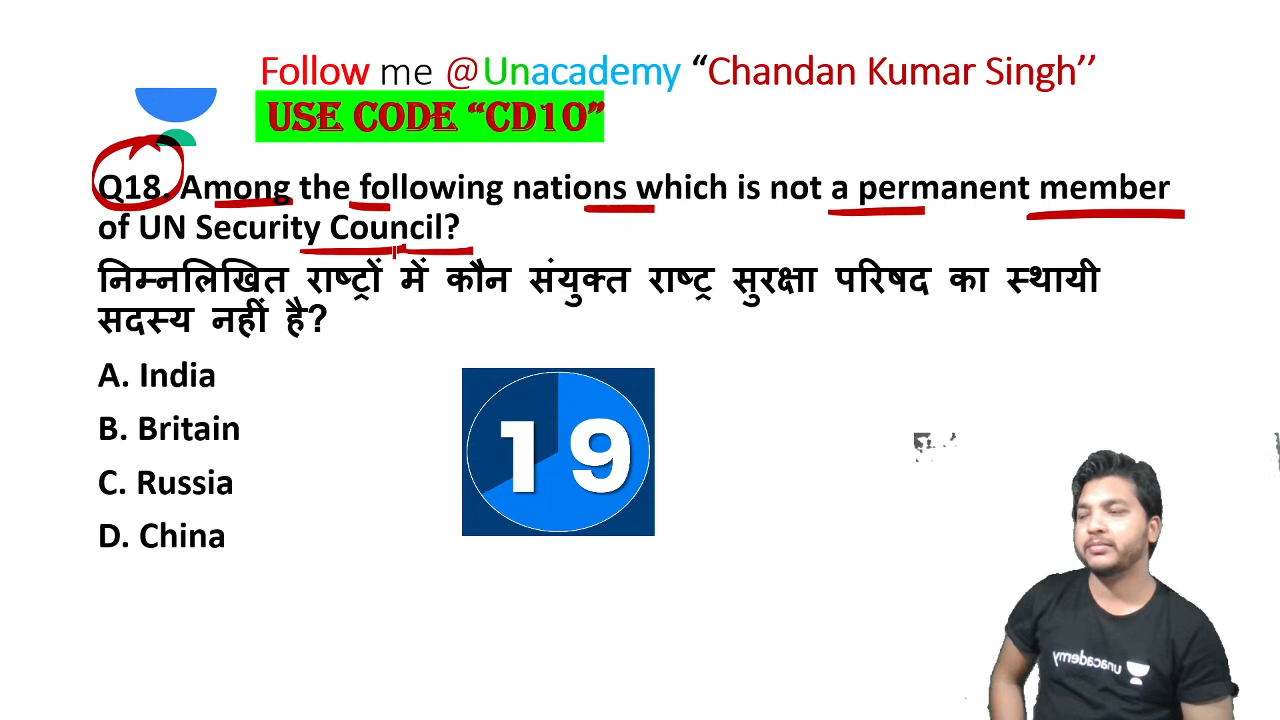 Follow me @Unacademy “Chandan Kumar Singh’’
USE CODE “CD10”
Q18. Among the following nations which is not a permanent member
of UN Security Council?
निम्नलिखित राष्ट्रों में कौन संयुक्त राष्ट्र सुरक्षा परिषद का स्थायी
सदस्य नहीं है?
A. India
19
B. Britain
C. Russia
D. China
unacademy